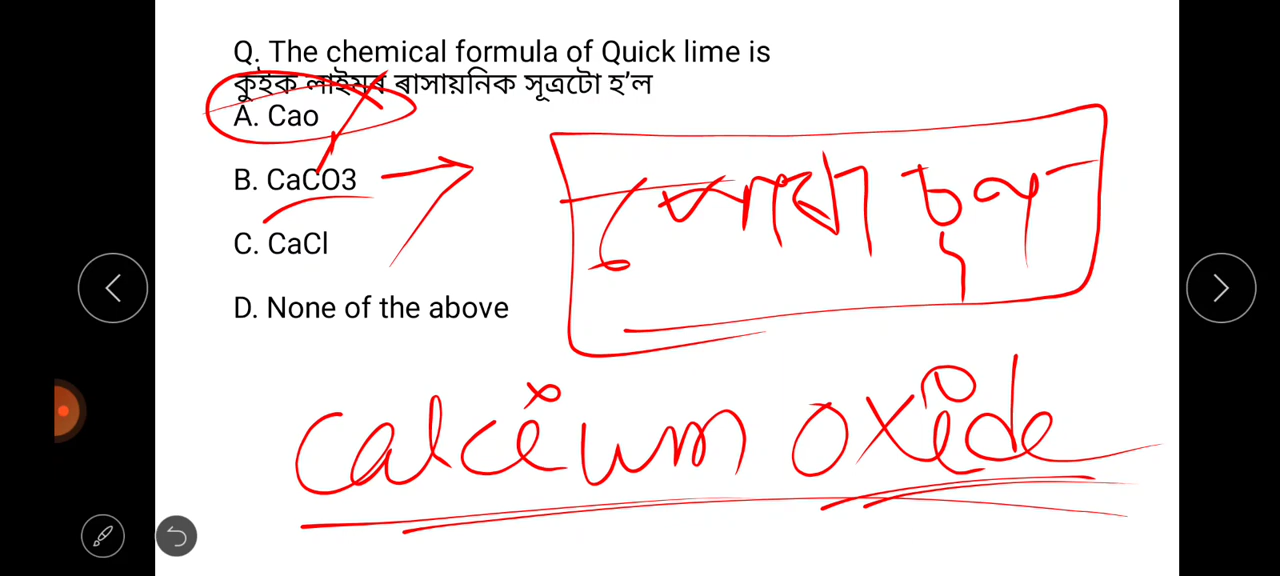 Q. The chemical formula of Quick lime is
কুইক লাইমৰ ৰাসায়নিক সূত্ৰটো হ'ল
A. Cao
B. CaCO3
C. CaCl
D. None of the above
calcium oxide